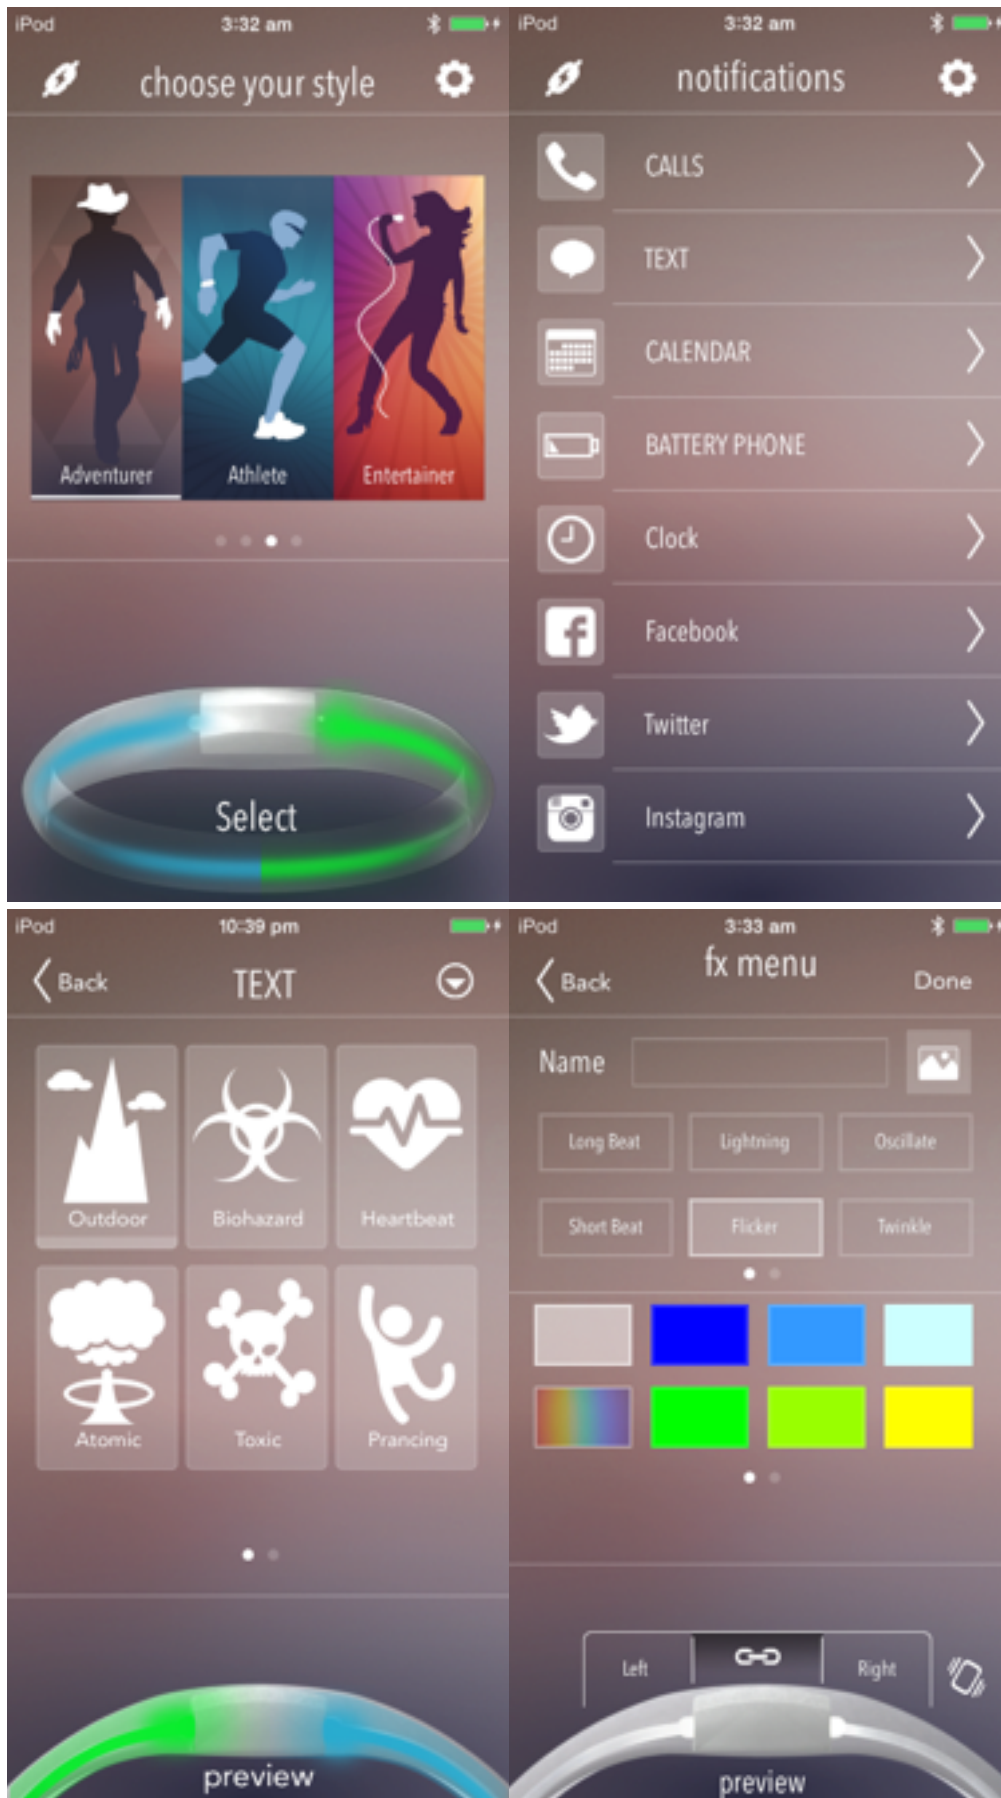 iPod 3:32 am
choose your style
Adventurer Athlete Entertainer
Select
iPod 3:32 am
notifications
CALLS
TEXT
CALENDAR
BATTERY PHONE
Clock
Facebook
Twitter
Instagram
iPod 10:39 pm
Back TEXT
Outdoor Biohazard Heartbeat
Atomic Toxic Prancing
preview
iPod 3:33 am
Back fx menu Done
Name
Long Beat Lightning Oscillate
Short Beat Flicker Twinkle
Left Right
preview